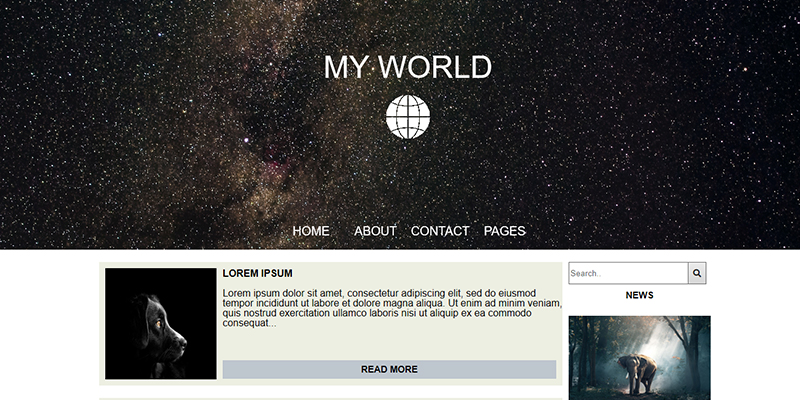 MY WORLD
HOME ABOUT CONTACT PAGES
LOREM IPSUM
Lorem ipsum dolor sit amet, consectetur adipiscing elit, sed do eiusmod
tempor incididunt ut labore et dolore magna aliqua. Ut enim ad minim veniam,
quis nostrud exercitation ullamco laboris nisi ut aliquip ex ea commodo
consequat...
READ MORE
Search..
NEWS